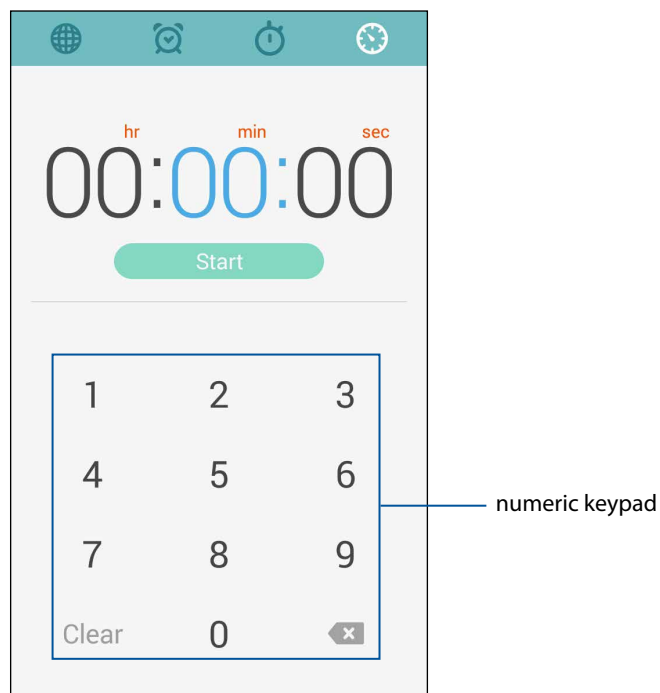 hr min sec
00:00:00
Start
1 2 3
4 5 6
numeric keypad
7 8 9
Clear 0